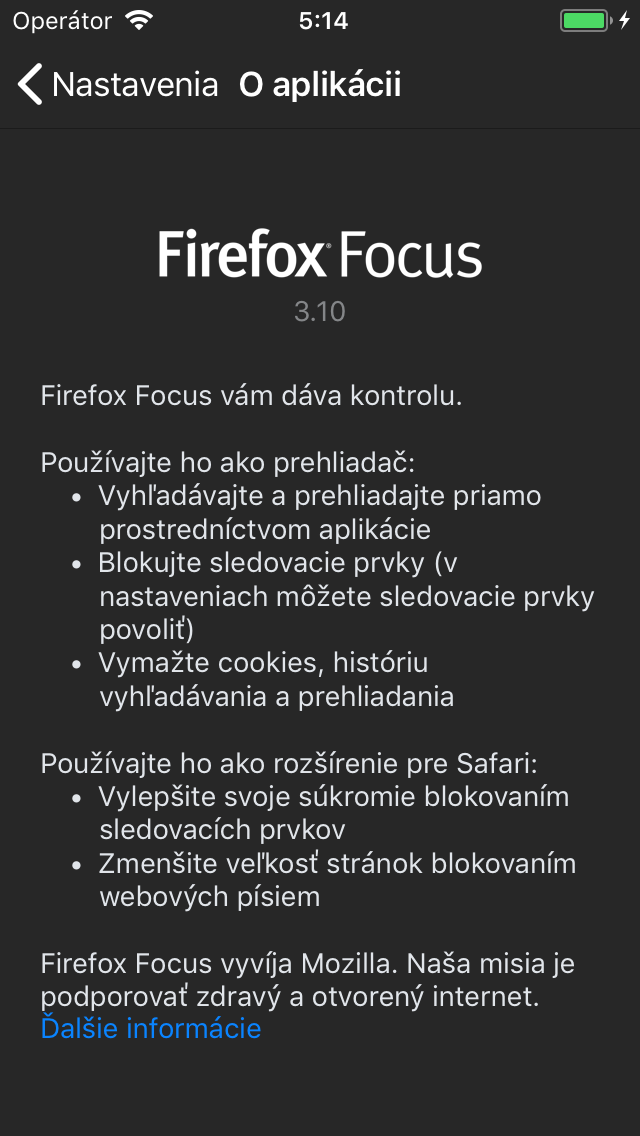 Operátor 5:14
Nastavenia O aplikácii
Firefox Focus
3.10
Firefox Focus vám dáva kontrolu.
Používajte ho ako prehliadač:
• Vyhľadávajte a prehliadajte priamo
prostredníctvom aplikácie
• Blokujte sledovacie prvky (v
nastaveniach môžete sledovacie prvky
povoliť)
• Vymažte cookies, históriu
vyhľadávania a prehliadania
Používajte ho ako rozšírenie pre Safari:
• Vylepšite svoje súkromie blokovaním
sledovacích prvkov
• Zmenšite veľkosť stránok blokovaním
webových písiem
Firefox Focus vyvíja Mozilla. Naša misia je
podporovať zdravý a otvorený internet.
Ďalšie informácie